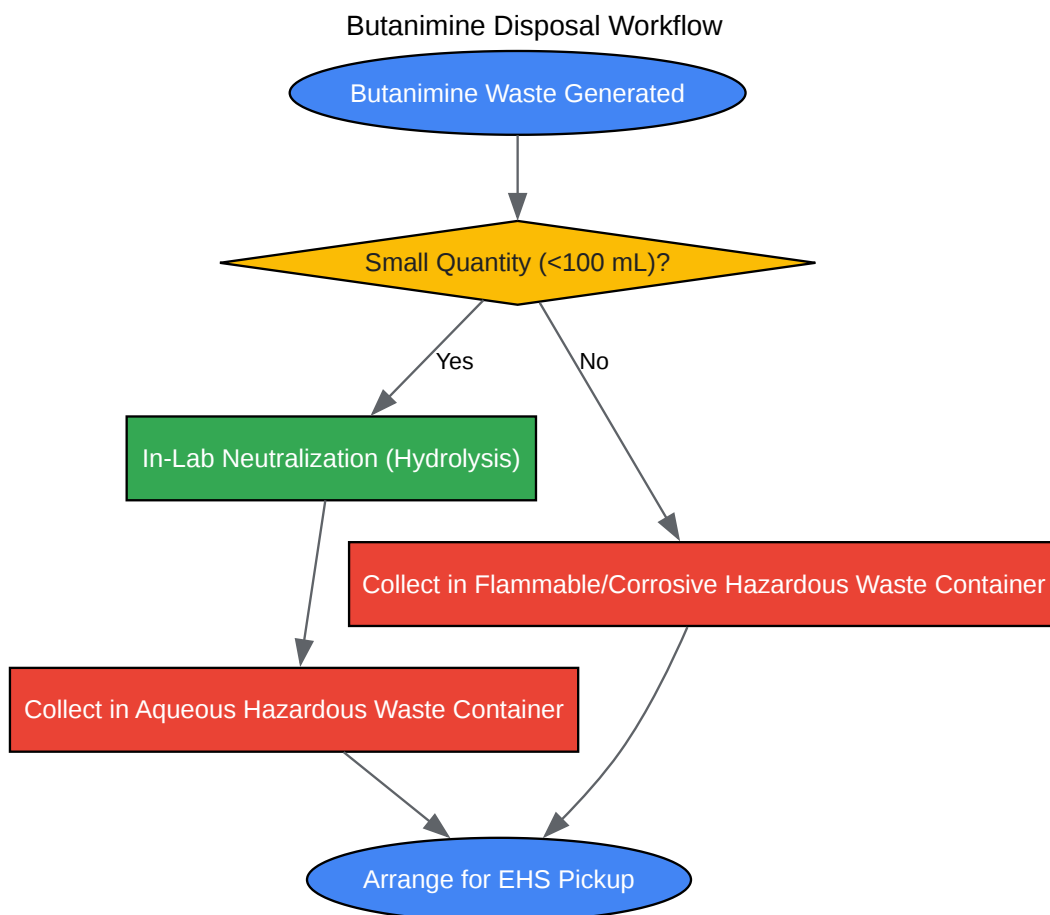 Butanimine Disposal Workflow
Butanimine Waste Generated
Small Quantity (<100 mL)?
Yes
No
In-Lab Neutralization (Hydrolysis)
Collect in Flammable/Corrosive Hazardous Waste Container
Collect in Aqueous Hazardous Waste Container
Arrange for EHS Pickup